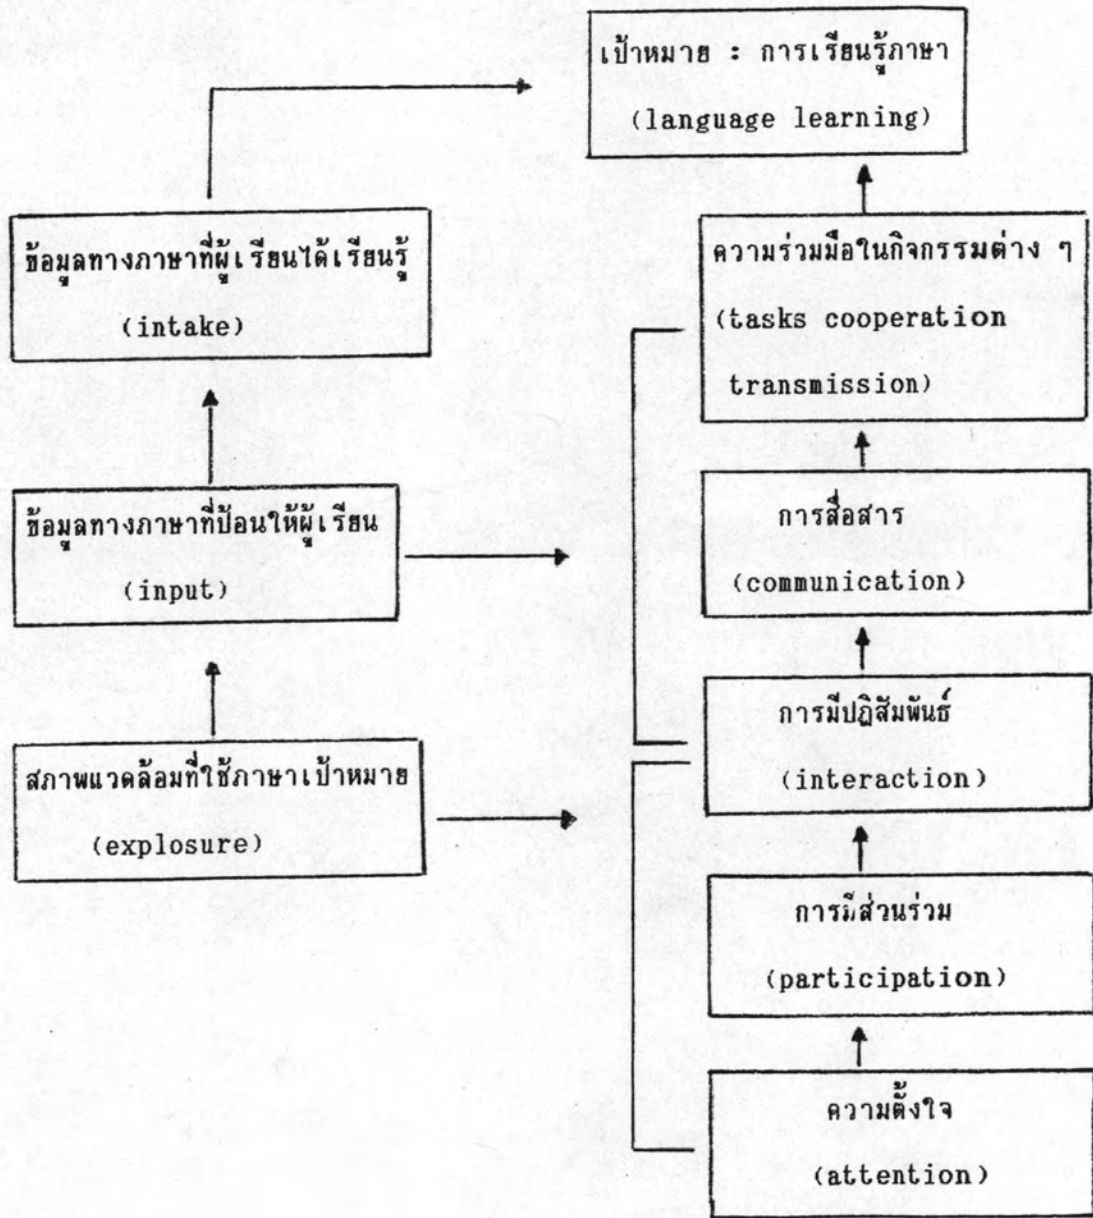 เป้าหมาย : การเรียนรู้ภาษา
(language learning)
ข้อมูลทางภาษาที่ผู้เรียนได้เรียนรู้
(intake)
ความร่วมมือในกิจกรรมต่าง ๆ
(tasks cooperation
transmission)
ข้อมูลทางภาษาที่ป้อนให้ผู้เรียน
(input)
การสื่อสาร
(communication)
สภาพแวดล้อมที่ใช้ภาษาเป้าหมาย
(explosure)
การมีปฏิสัมพันธ์
(interaction)
การมีส่วนร่วม
(participation)
ความตั้งใจ
(attention)